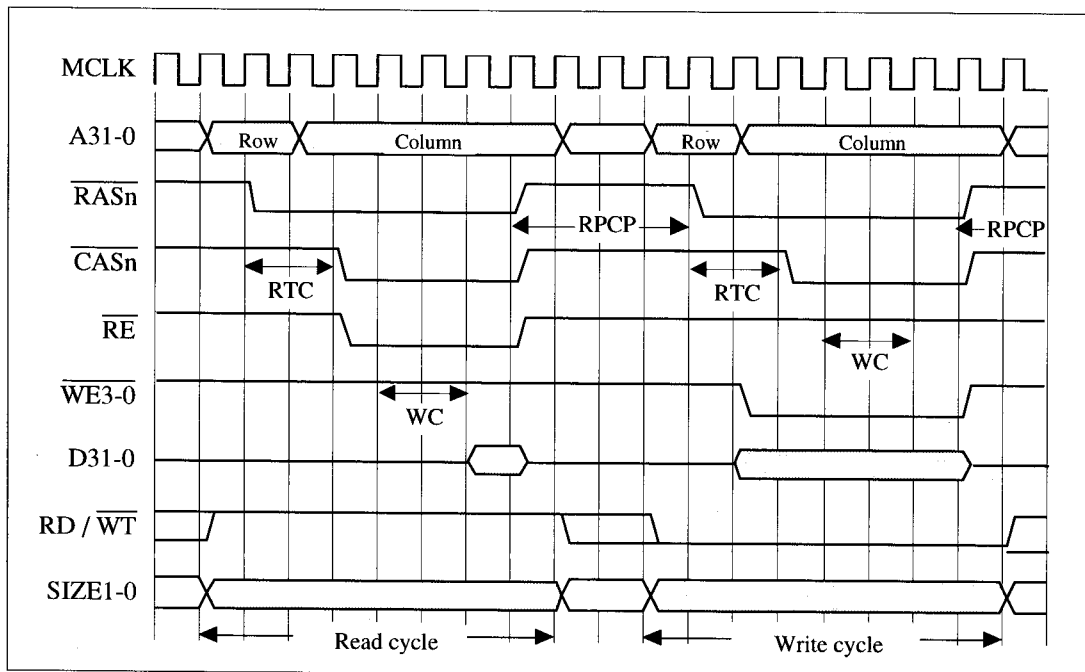 MCLK
A31-0 Row Column Row Column
RASn RPCP RPCP
CASn RTC RTC
RE WC
WE3-0 WC
D31-0
RD / WT
SIZE1-0
Read cycle Write cycle